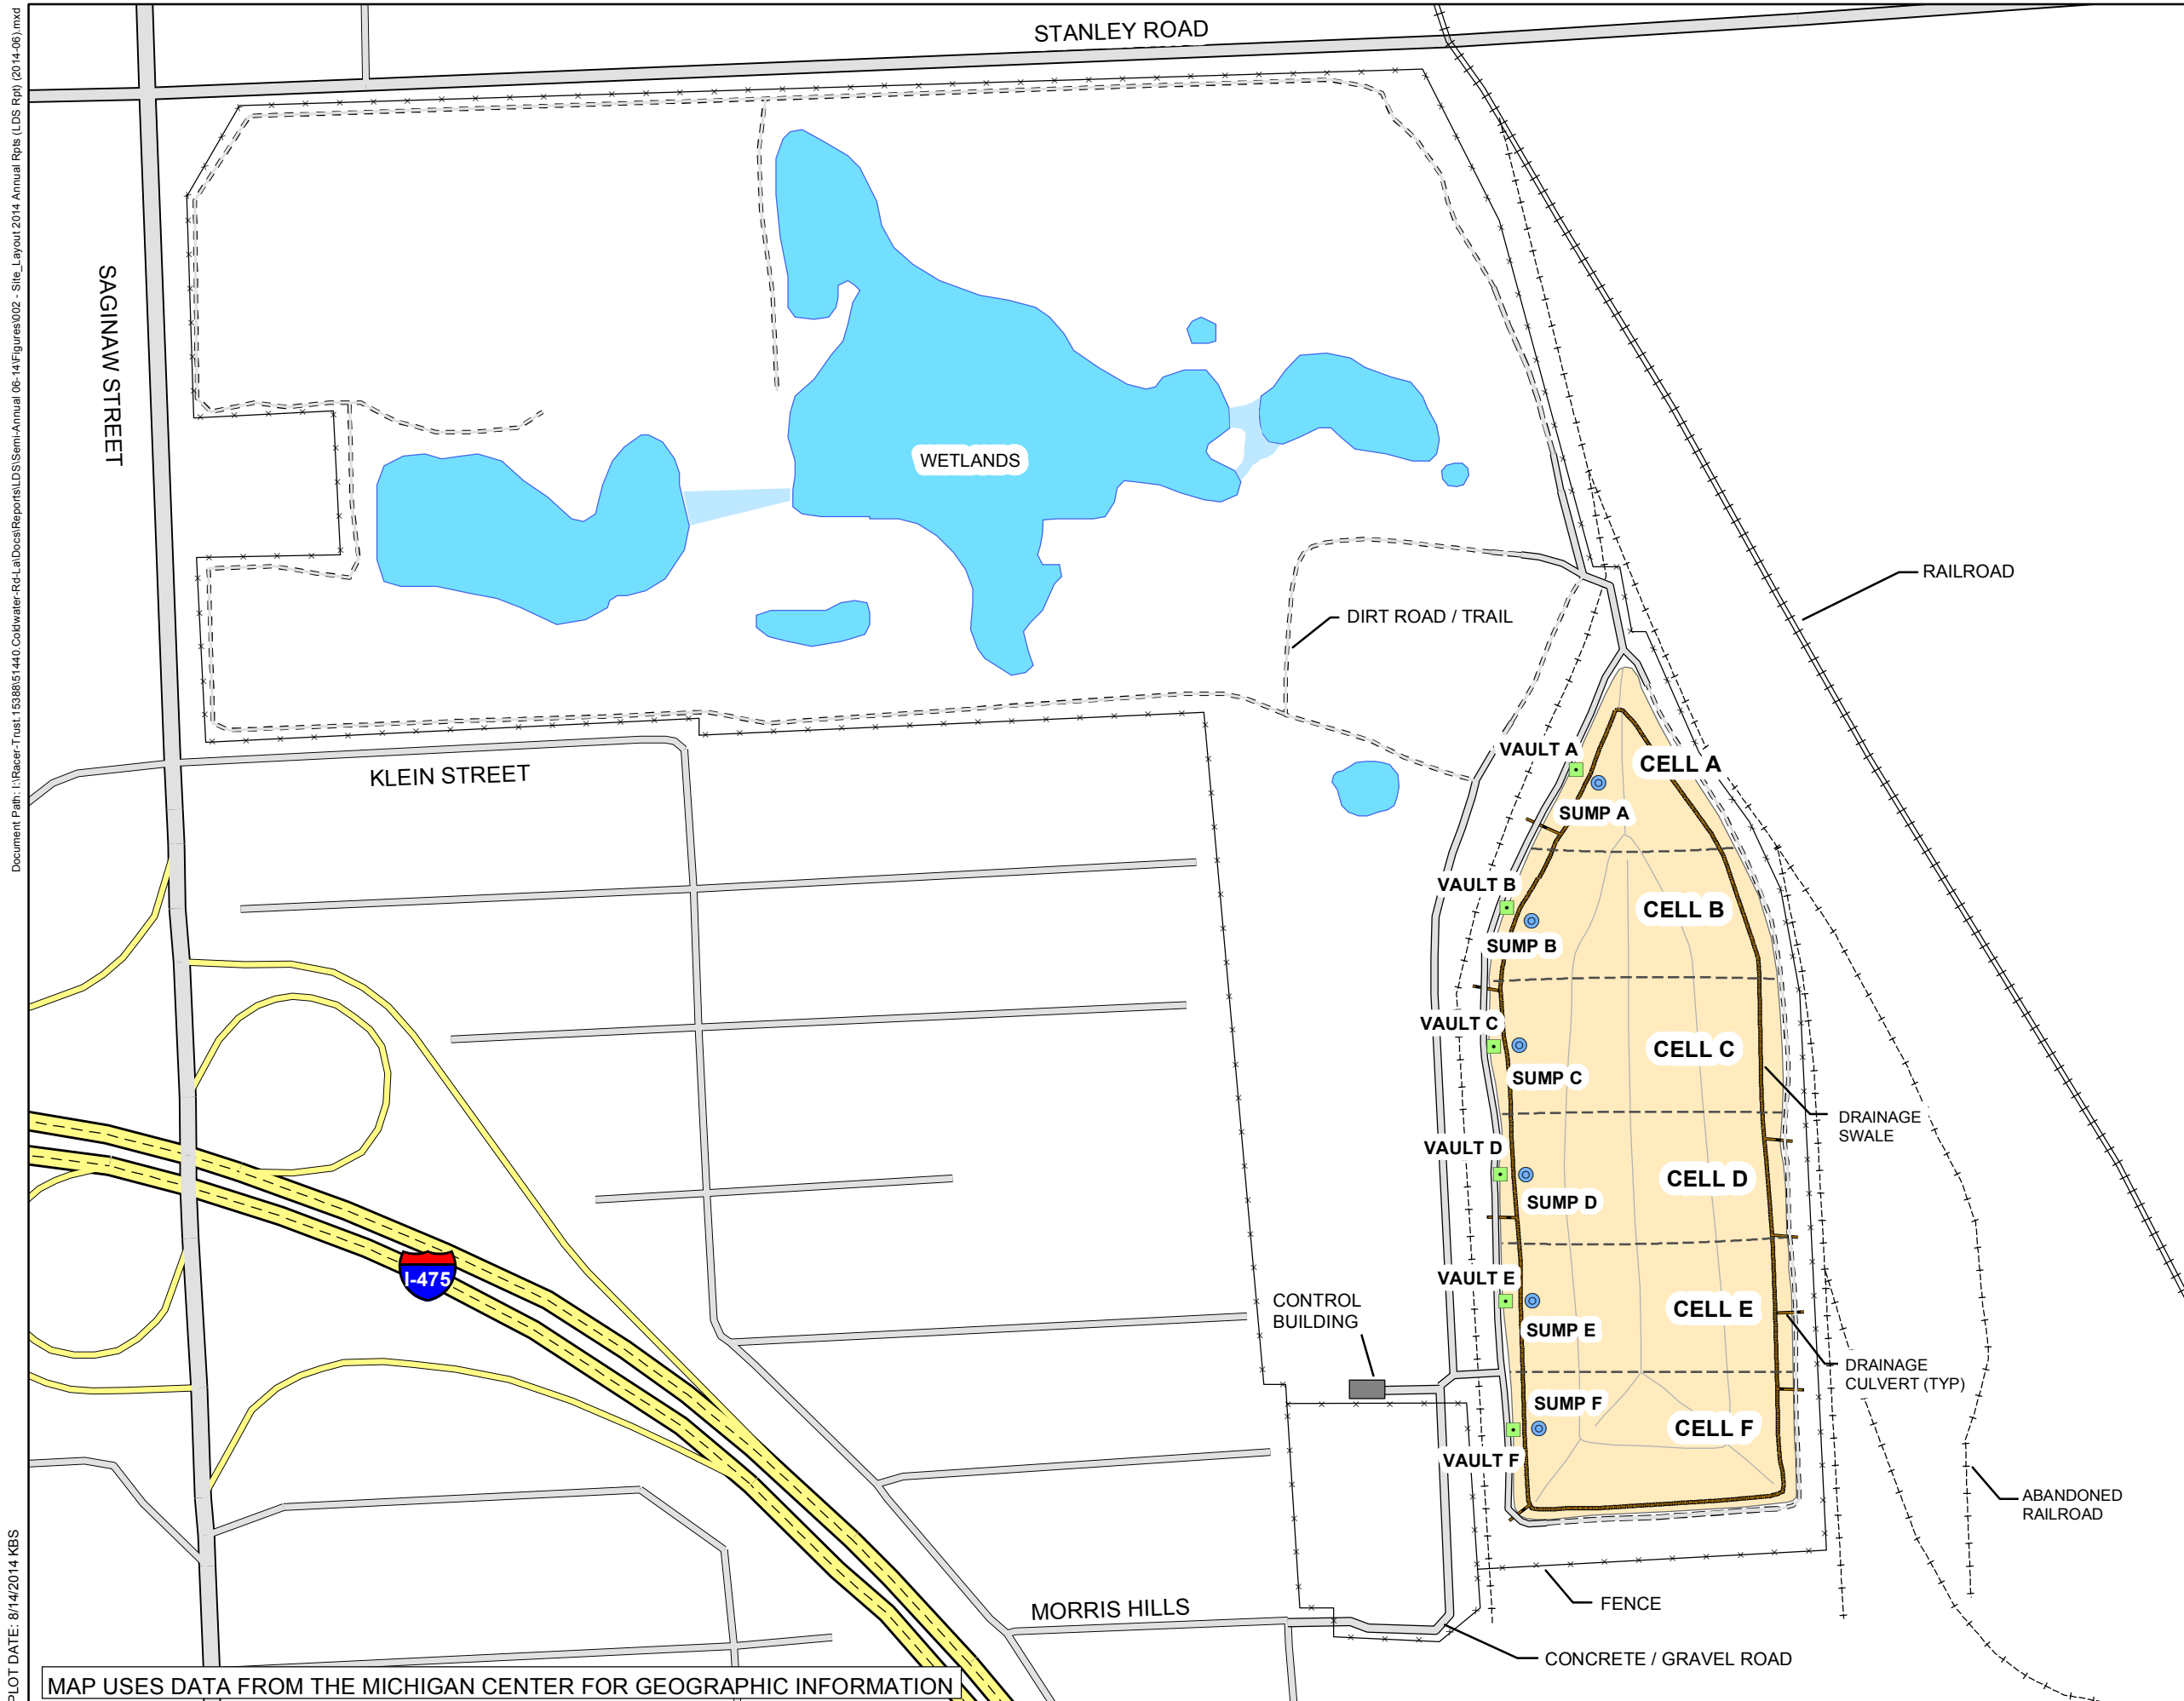 Document Path: I:\Racer-Trust.15388\51440.Coldwater-Rd-La\Docs\Reports\LDS\Semi-Annual 06-14\Figures\002 - Site_Layout 2014 Annual Rpts (LDS Rpt) (2014-06).mxd
PLOT DATE: 8/14/2014 KBS
STANLEY ROAD
SAGINAW STREET
WETLANDS
RAILROAD
DIRT ROAD / TRAIL
KLEIN STREET
VAULT A
CELL A
SUMP A
VAULT B
CELL B
SUMP B
VAULT C
CELL C
SUMP C
DRAINAGE
SWALE
VAULT D
CELL D
SUMP D
I-475
VAULT E
CONTROL
BUILDING
CELL E
SUMP E
DRAINAGE
CULVERT (TYP)
SUMP F
CELL F
VAULT F
ABANDONED
RAILROAD
FENCE
MORRIS HILLS
CONCRETE / GRAVEL ROAD
MAP USES DATA FROM THE MICHIGAN CENTER FOR GEOGRAPHIC INFORMATION